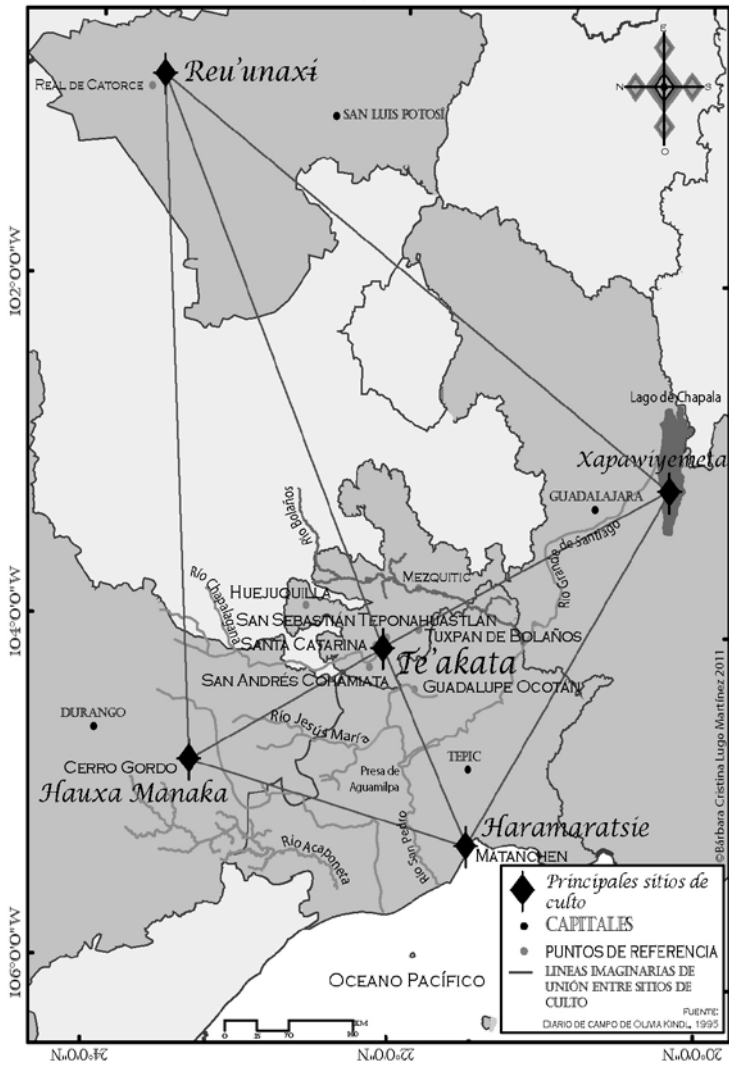 Reu'unaxɨ
REAL DE CATORCE
SAN LUIS POTOSÍ
E
N
S
O
102°0'0"W
Lago de Chapala
Xapawiyemeta
GUADALAJARA
Río Bolaños
Río Grande de Santiago
Río Chapalagana
MEZQUITIC
HUEJUQUILLA
104°0'0"W
SAN SEBASTIÁN TEPONAHUASTLÁN
SANTA CATARINA
TUXPAN DE BOLAÑOS
Te'akata
SAN ANDRÉS COHAMIATA
GUADALUPE OCOTÁN
DURANGO
Río Jesús María
CERRO GORDO
Presa de
Aguamilpa
TEPIC
Hauxa Manaka
Haramaratsie
MATANCHEN
Río San Pedro
Río Acaponeta
106°0'0"W
OCEANO PACÍFICO
Principales sitios de
culto
CAPITALES
PUNTOS DE REFERENCIA
LINEAS IMAGINARIAS DE
UNIÓN ENTRE SITIOS DE
CULTO
FUENTE:
DIARIO DE CAMPO DE OLIVIA KINDL, 1995
©Bárbara Cristina Lugo Martínez 2011
KM
0
70
24°0'0"N
22°0'0"N
20°0'0"N